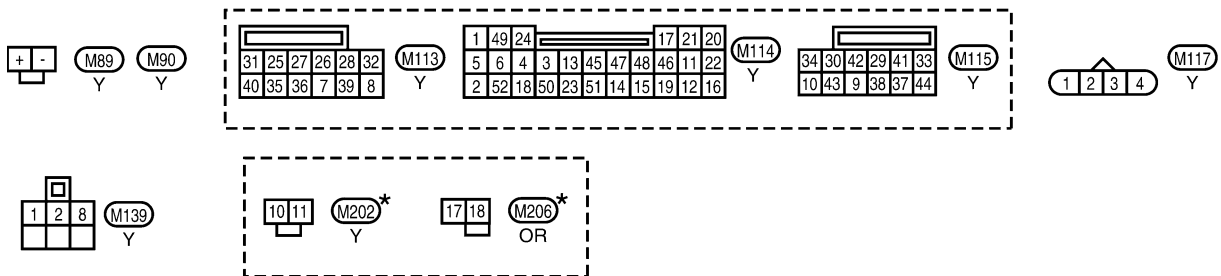 + - M89 Y M90 Y
31 25 27 26 28 32
40 35 36 7 39 8
M113
Y
1 49 24 17 21 20
5 6 4 3 13 45 47 48 46 11 22
2 52 18 50 23 51 14 15 19 12 16
M114
Y
34 30 42 29 41 33
10 43 9 38 37 44
M115
Y
1 2 3 4
M117
Y
1 2 8
M139
Y
10 11
M202*
Y
17 18
M206*
OR